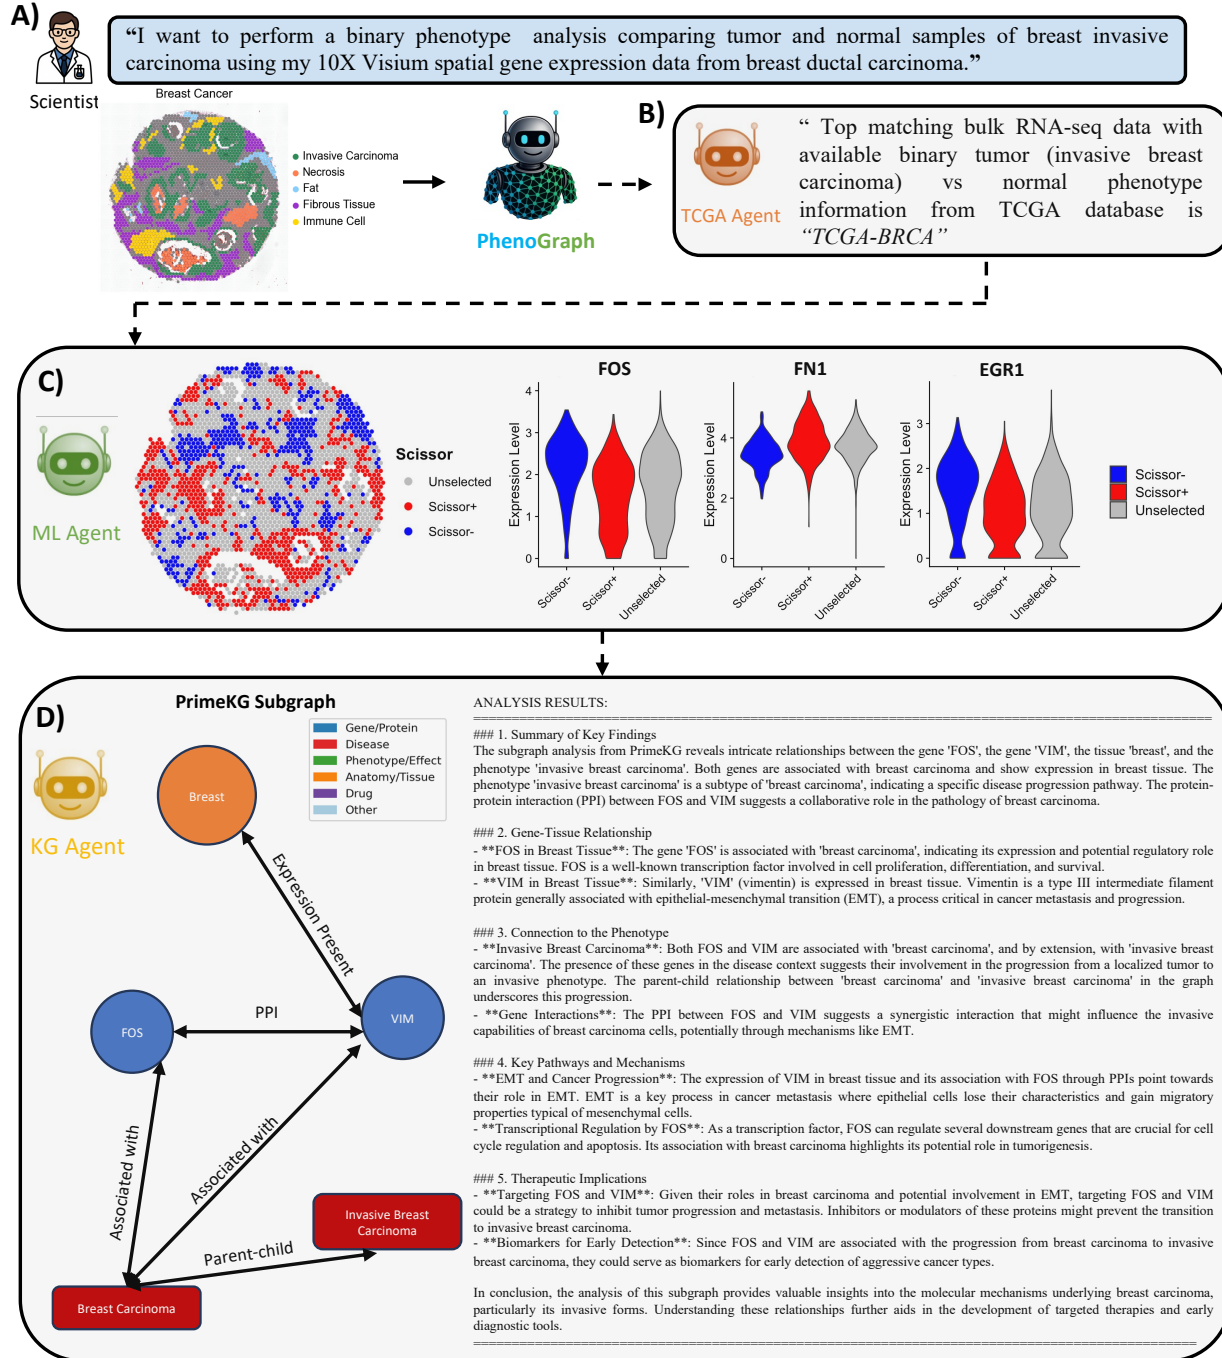 A)
“I want to perform a binary phenotype analysis comparing tumor and normal samples of breast invasive
carcinoma using my 10X Visium spatial gene expression data from breast ductal carcinoma.”
Scientist
Breast Cancer
Invasive Carcinoma
Necrosis
Fat
Fibrous Tissue
Immune Cell
PhenoGraph
B)
TCGA Agent
“ Top matching bulk RNA-seq data with
available binary tumor (invasive breast
carcinoma) vs normal phenotype
information from TCGA database is
“TCGA-BRCA”
C)
ML Agent
Scissor
Unselected
Scissor+
Scissor-
FOS
Expression Level
4
3
2
1
0
Scissor-
Scissor+
Unselected
FN1
Expression Level
4
2
0
Scissor-
Scissor+
Unselected
EGR1
Expression Level
3
2
1
0
Scissor-
Scissor+
Unselected
Scissor-
Scissor+
Unselected
D)
KG Agent
PrimeKG Subgraph
Gene/Protein
Disease
Phenotype/Effect
Anatomy/Tissue
Drug
Other
Breast
Expression Present
FOS
PPI
VIM
Associated with
Associated with
Invasive Breast
Carcinoma
Parent-child
Breast Carcinoma
ANALYSIS RESULTS:
### 1. Summary of Key Findings
The subgraph analysis from PrimeKG reveals intricate relationships between the gene 'FOS', the gene 'VIM', the tissue 'breast', and the
phenotype 'invasive breast carcinoma'. Both genes are associated with breast carcinoma and show expression in breast tissue. The
phenotype 'invasive breast carcinoma' is a subtype of 'breast carcinoma', indicating a specific disease progression pathway. The protein-
protein interaction (PPI) between FOS and VIM suggests a collaborative role in the pathology of breast carcinoma.
### 2. Gene-Tissue Relationship
- **FOS in Breast Tissue**: The gene 'FOS' is associated with 'breast carcinoma', indicating its expression and potential regulatory role
in breast tissue. FOS is a well-known transcription factor involved in cell proliferation, differentiation, and survival.
- **VIM in Breast Tissue**: Similarly, 'VIM' (vimentin) is expressed in breast tissue. Vimentin is a type III intermediate filament
protein generally associated with epithelial-mesenchymal transition (EMT), a process critical in cancer metastasis and progression.
### 3. Connection to the Phenotype
- **Invasive Breast Carcinoma**: Both FOS and VIM are associated with 'breast carcinoma', and by extension, with 'invasive breast
carcinoma'. The presence of these genes in the disease context suggests their involvement in the progression from a localized tumor to
an invasive phenotype. The parent-child relationship between 'breast carcinoma' and 'invasive breast carcinoma' in the graph
underscores this progression.
- **Gene Interactions**: The PPI between FOS and VIM suggests a synergistic interaction that might influence the invasive
capabilities of breast carcinoma cells, potentially through mechanisms like EMT.
### 4. Key Pathways and Mechanisms
- **EMT and Cancer Progression**: The expression of VIM in breast tissue and its association with FOS through PPIs point towards
their role in EMT. EMT is a key process in cancer metastasis where epithelial cells lose their characteristics and gain migratory
properties typical of mesenchymal cells.
- **Transcriptional Regulation by FOS**: As a transcription factor, FOS can regulate several downstream genes that are crucial for cell
cycle regulation and apoptosis. Its association with breast carcinoma highlights its potential role in tumorigenesis.
### 5. Therapeutic Implications
- **Targeting FOS and VIM**: Given their roles in breast carcinoma and potential involvement in EMT, targeting FOS and VIM
could be a strategy to inhibit tumor progression and metastasis. Inhibitors or modulators of these proteins might prevent the transition
to invasive breast carcinoma.
- **Biomarkers for Early Detection**: Since FOS and VIM are associated with the progression from breast carcinoma to invasive
breast carcinoma, they could serve as biomarkers for early detection of aggressive cancer types.
In conclusion, the analysis of this subgraph provides valuable insights into the molecular mechanisms underlying breast carcinoma,
particularly its invasive forms. Understanding these relationships further aids in the development of targeted therapies and early
diagnostic tools.